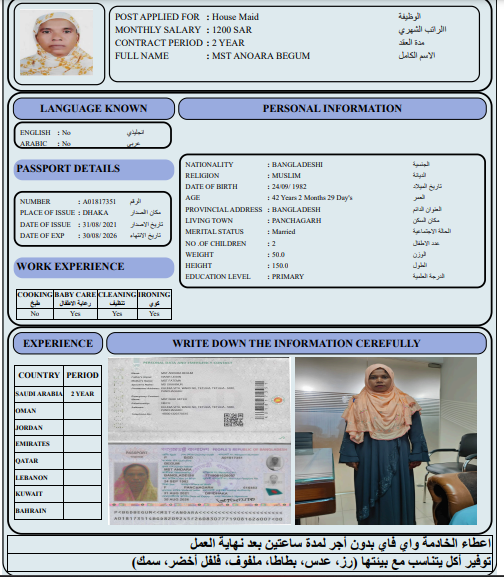 POST APPLIED FOR : House Maid الوظيفة
MONTHLY SALARY : 1200 SAR الراتب الشهري
CONTRACT PERIOD : 2 YEAR مدة العقد
FULL NAME : MST ANOARA BEGUM الاسم الكامل
LANGUAGE KNOWN
ENGLISH : No انجليزي
ARABIC : No عربي
PASSPORT DETAILS
NUMBER : A01817351 الرقم
PLACE OF ISSUE : DHAKA مكان الصدار
DATE OF ISSUE : 31/08/ 2021 تاريخ الاصدار
DATE OF EXP : 30/08/ 2026 تاريخ الانتهاء
WORK EXPERIENCE
COOKING BABY CARE CLEANING IRONING
طبخ رعاية الاطفال تنظيف كوي
No Yes Yes Yes
PERSONAL INFORMATION
NATIONALITY : BANGLADESHI الجنسية
RELIGION : MUSLIM الديانة
DATE OF BIRTH : 24/09/ 1982 تاريخ الميلاد
AGE : 42 Years 2 Months 29 Day's العمر
PROVINCIAL ADDRESS : BANGLADESH العنوان الدائم
LIVING TOWN : PANCHAGARH مكان السكن
MERITAL STATUS : Married الحالة الاجتماعية
NO .OF CHILDREN : 2 عدد الاطفال
WEIGHT : 50.0 الوزن
HEIGHT : 150.0 الطول
EDUCATION LEVEL : PRIMARY الدرجة العلمية
EXPERIENCE
COUNTRY PERIOD
SAUDI ARABIA 2 YEAR
OMAN
JORDAN
EMIRATES
QATAR
LEBANON
KUWAIT
BAHRAIN
WRITE DOWN THE INFORMATION CEREFULLY
اعطاء الخادمة واي فاي بدون أجر لمدة ساعتين بعد نهاية العمل
توفير أكل يتناسب مع بيئتها (رز، عدس، بطاطا، ملفوف، فلفل أخضر، سمك)